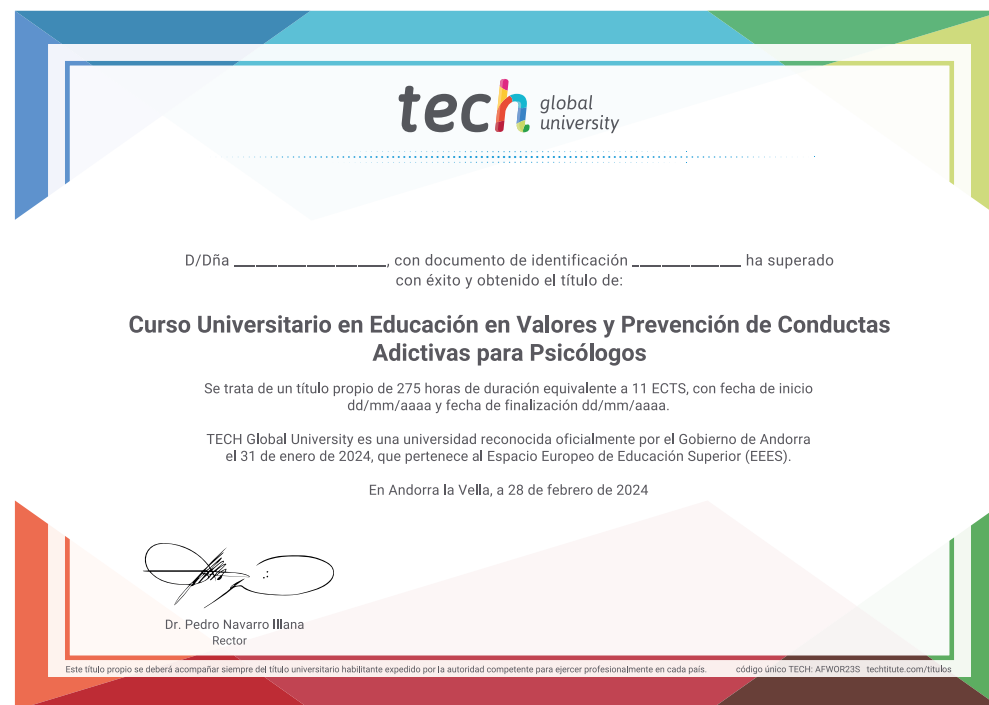 tech global
university
D/Dña ______________, con documento de identificación __________ ha superado
con éxito y obtenido el título de:
Curso Universitario en Educación en Valores y Prevención de Conductas
Adictivas para Psicólogos
Se trata de un título propio de 275 horas de duración equivalente a 11 ECTS, con fecha de inicio
dd/mm/aaaa y fecha de finalización dd/mm/aaaa.
TECH Global University es una universidad reconocida oficialmente por el Gobierno de Andorra
el 31 de enero de 2024, que pertenece al Espacio Europeo de Educación Superior (EEES).
En Andorra la Vella, a 28 de febrero de 2024
Dr. Pedro Navarro Illana
Rector
Este título propio se deberá acompañar siempre del título universitario habilitante expedido por la autoridad competente para ejercer profesionalmente en cada país. código único TECH: AFWOR23S techtitute.com/titulos